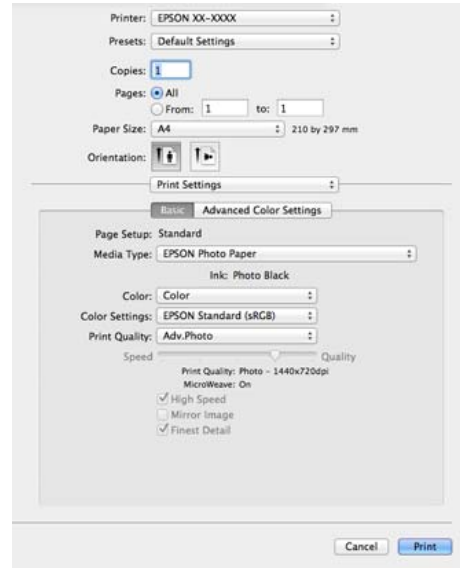 Printer: EPSON XX-XXXX
Presets: Default Settings
Copies: 1
Pages: All
From: 1 to: 1
Paper Size: A4 210 by 297 mm
Orientation:
Print Settings
Basic Advanced Color Settings
Page Setup: Standard
Media Type: EPSON Photo Paper
Ink: Photo Black
Color: Color
Color Settings: EPSON Standard (sRGB)
Print Quality: Adv.Photo
Speed Quality
Print Quality: Photo - 1440x720dpi
MicroWeave: On
High Speed
Mirror Image
Finest Detail
Cancel Print